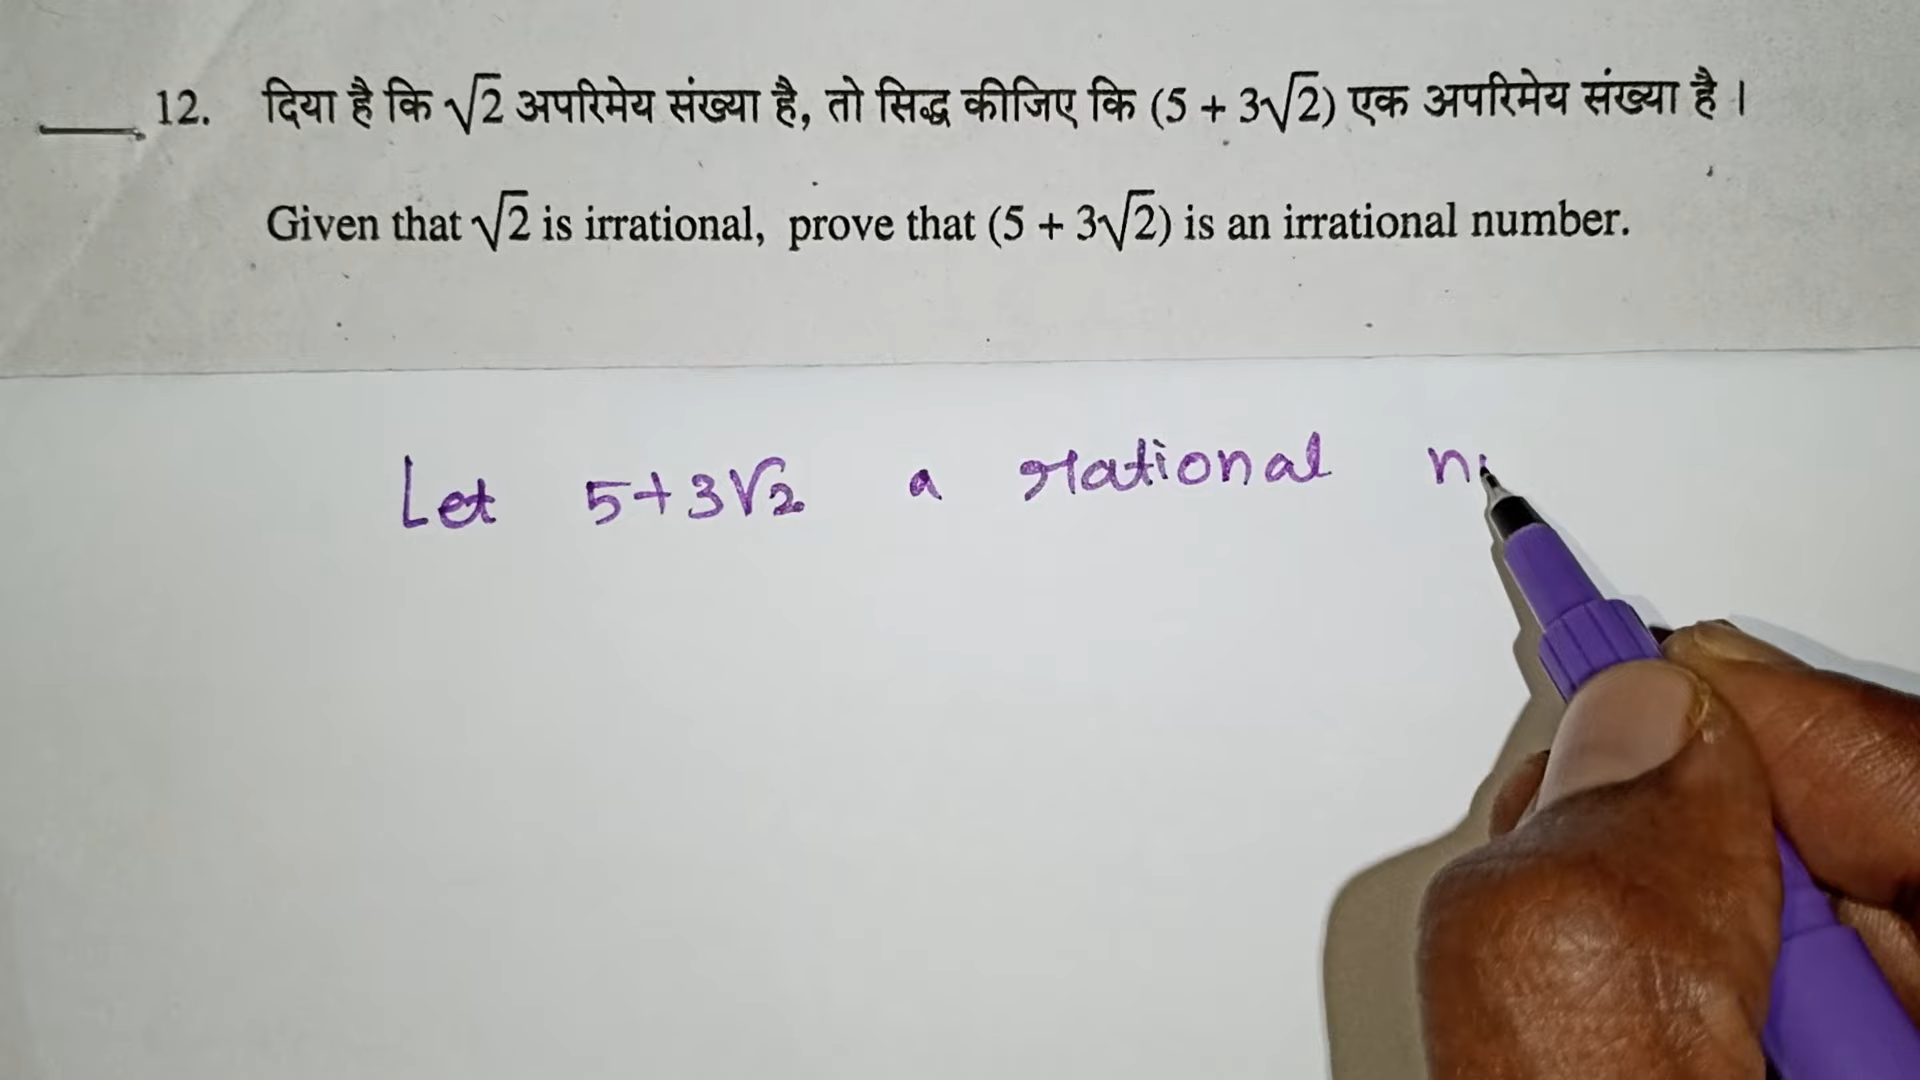 12. दिया है कि √2 अपरिमेय संख्या है, तो सिद्ध कीजिए कि (5 + 3√2) एक अपरिमेय संख्या है ।
Given that √2 is irrational, prove that (5 + 3√2) is an irrational number.
Let 5+3√2 a rational